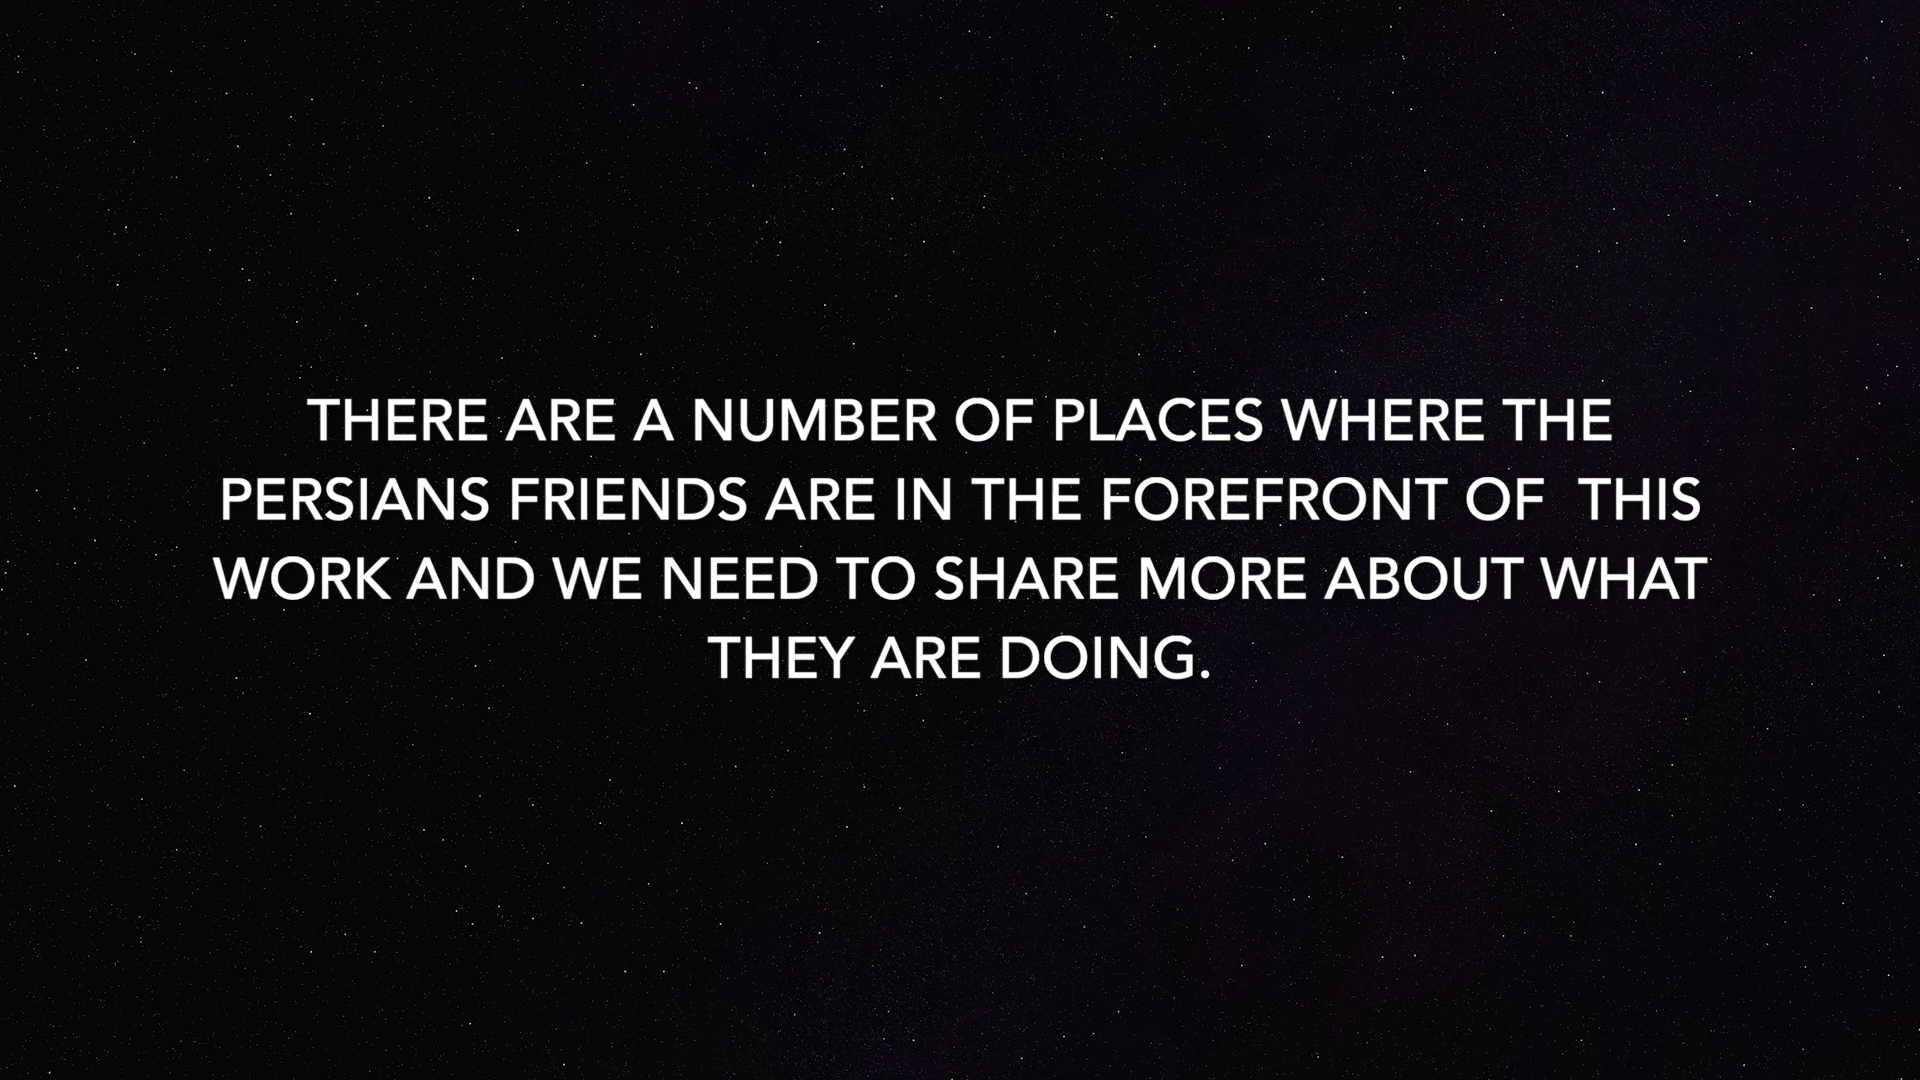 THERE ARE A NUMBER OF PLACES WHERE THE
PERSIANS FRIENDS ARE IN THE FOREFRONT OF  THIS
WORK AND WE NEED TO SHARE MORE ABOUT WHAT
THEY ARE DOING.